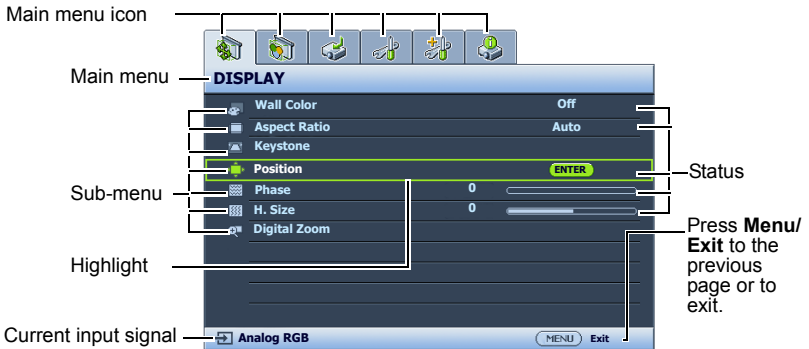 Main menu icon
Main menu
DISPLAY
Wall Color Off
Aspect Ratio Auto
Keystone
Position ENTER
Status
Sub-menu
Phase 0
H. Size 0
Digital Zoom
Press Menu/
Exit to the
previous
page or to
exit.
Highlight
Current input signal
Analog RGB
MENU Exit